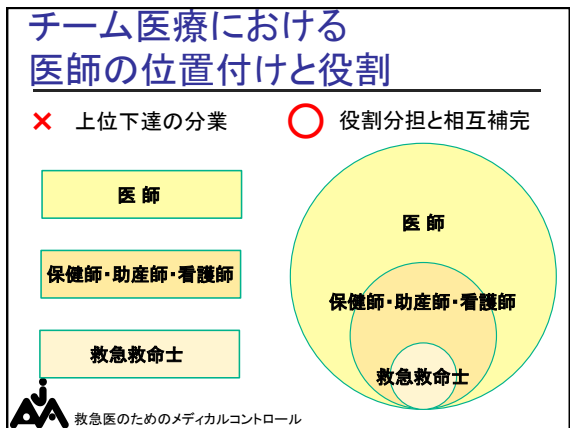 チーム医療における
医師の位置付けと役割
× 上位下達の分業
○ 役割分担と相互補完
医 師
保健師・助産師・看護師
救急救命士
医 師
保健師・助産師・看護師
救急救命士
救急医のためのメディカルコントロール